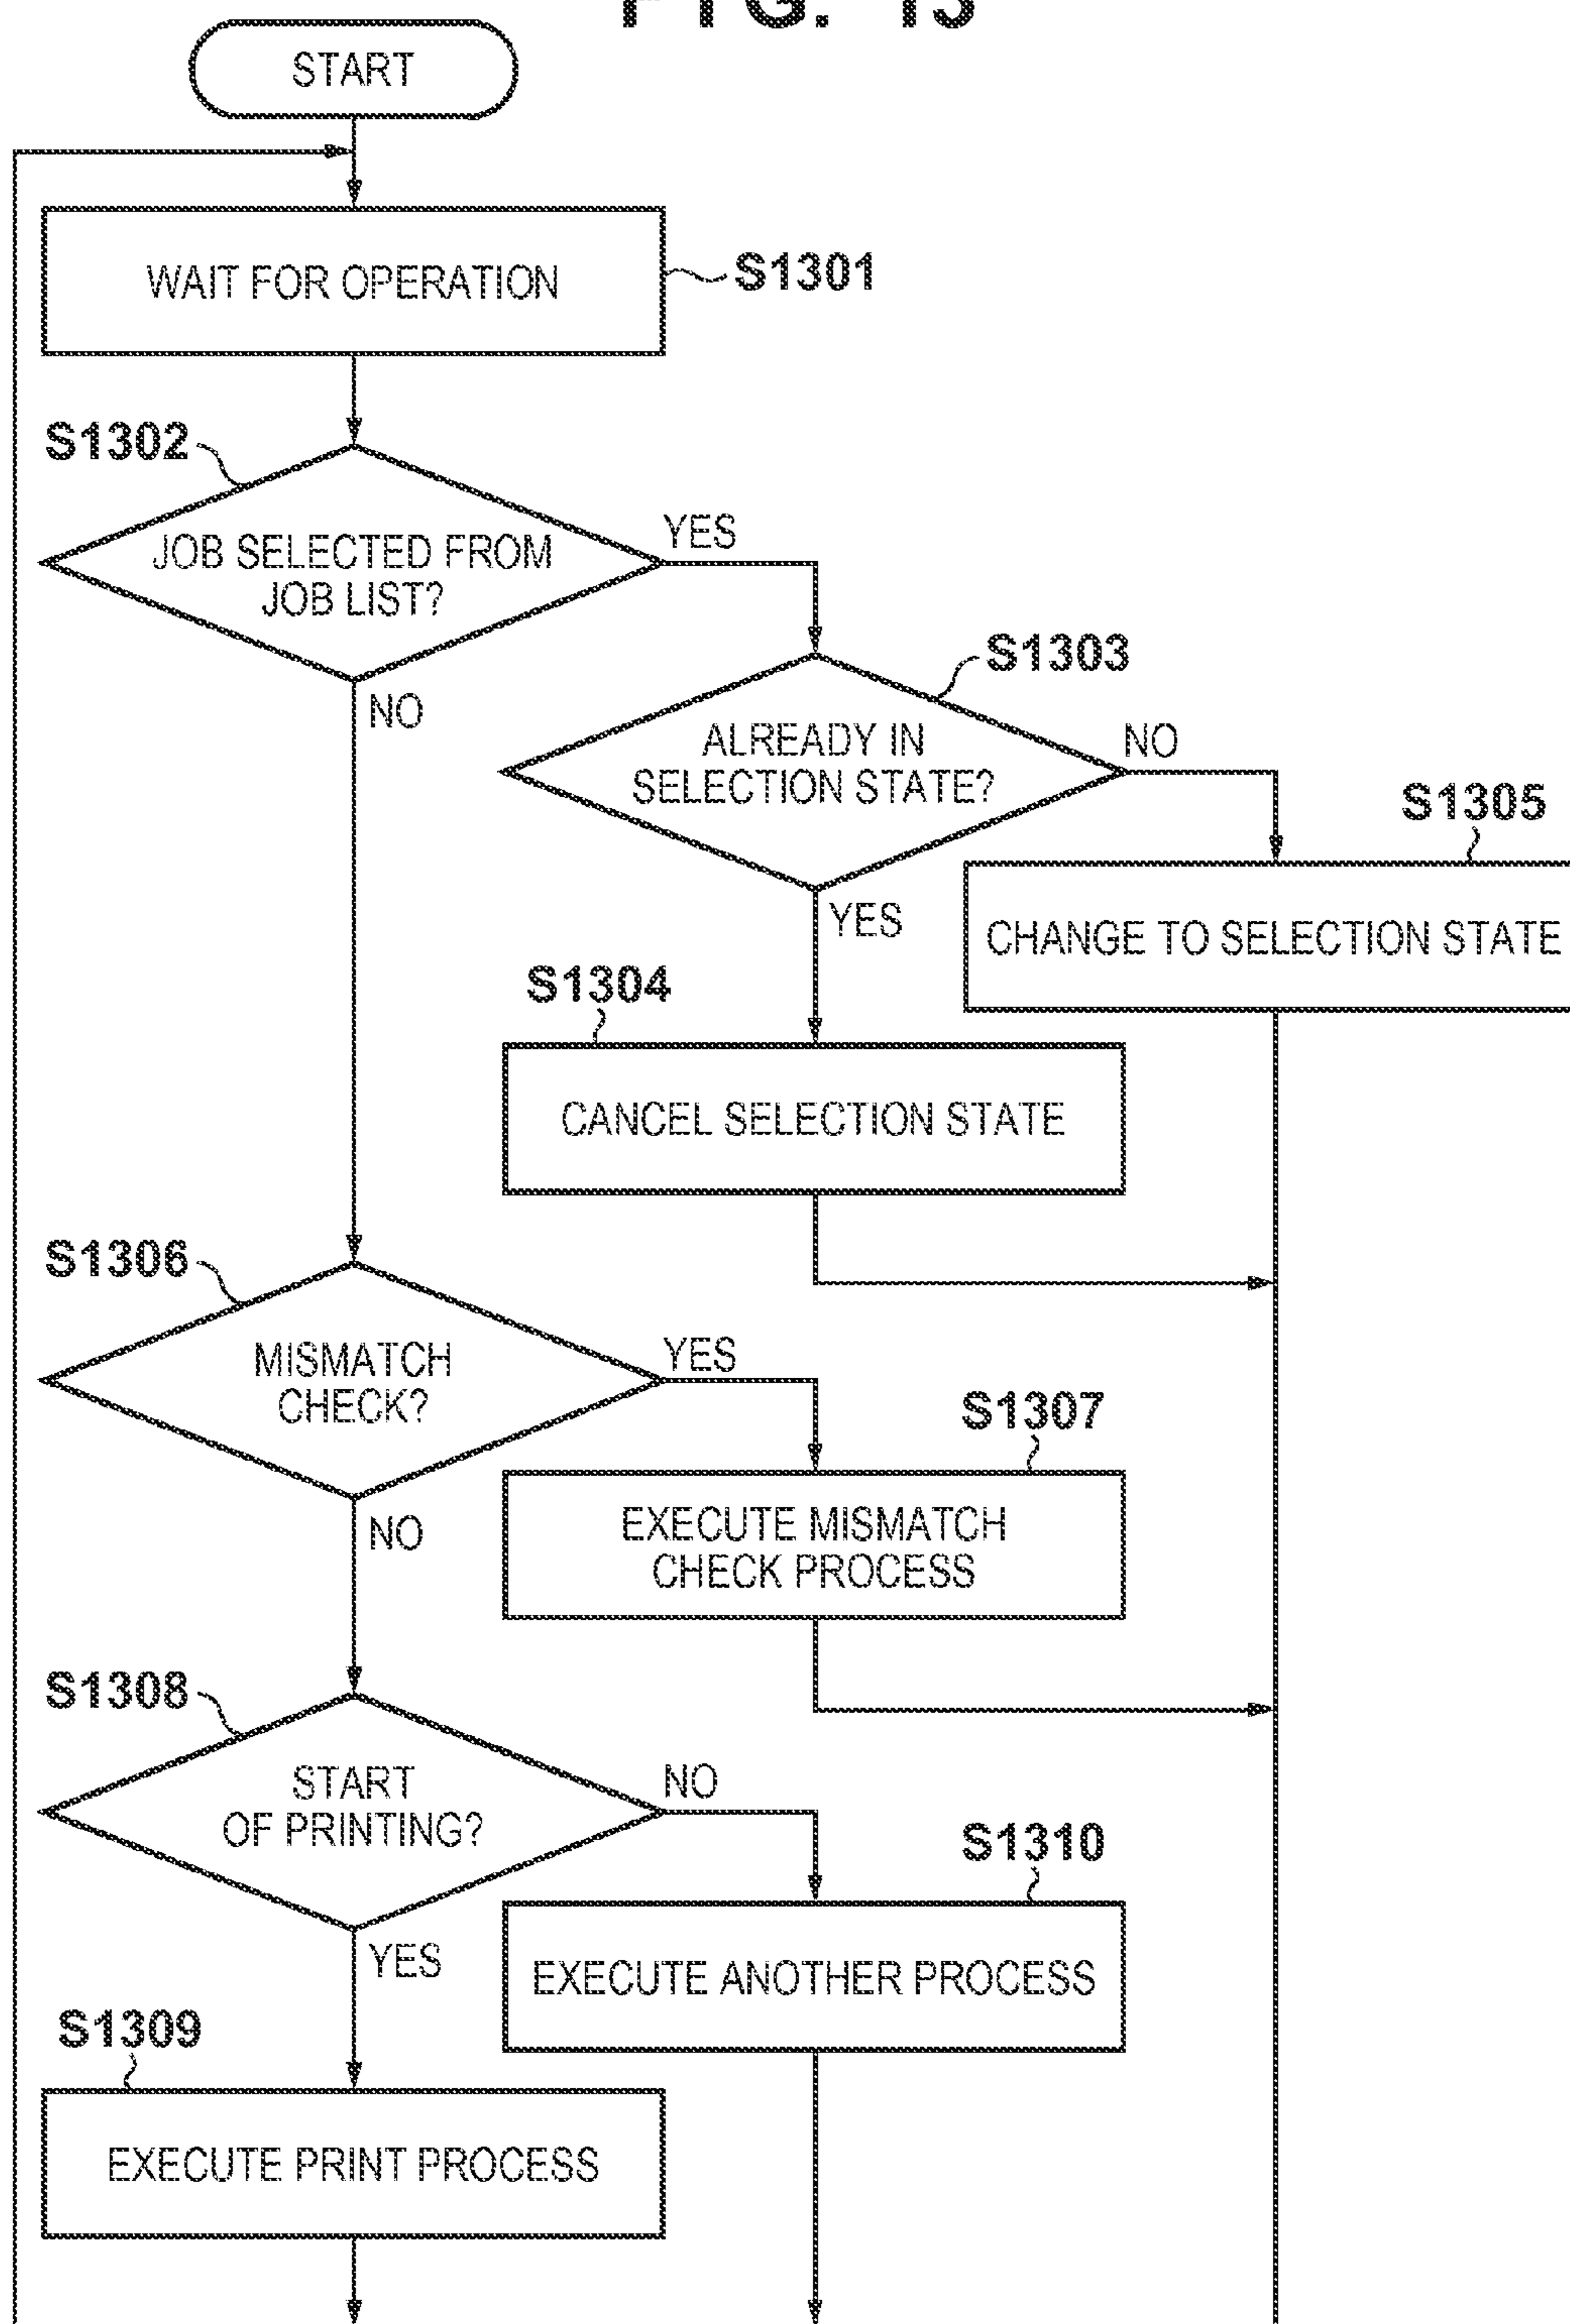 FIG. 13
START
WAIT FOR OPERATION
S1301
S1302
JOB SELECTED FROM
JOB LIST?
YES
NO
S1303
ALREADY IN
SELECTION STATE?
NO
YES
S1305
CHANGE TO SELECTION STATE
S1304
CANCEL SELECTION STATE
S1306
MISMATCH
CHECK?
YES
NO
S1307
EXECUTE MISMATCH
CHECK PROCESS
S1308
START
OF PRINTING?
NO
YES
S1310
EXECUTE ANOTHER PROCESS
S1309
EXECUTE PRINT PROCESS